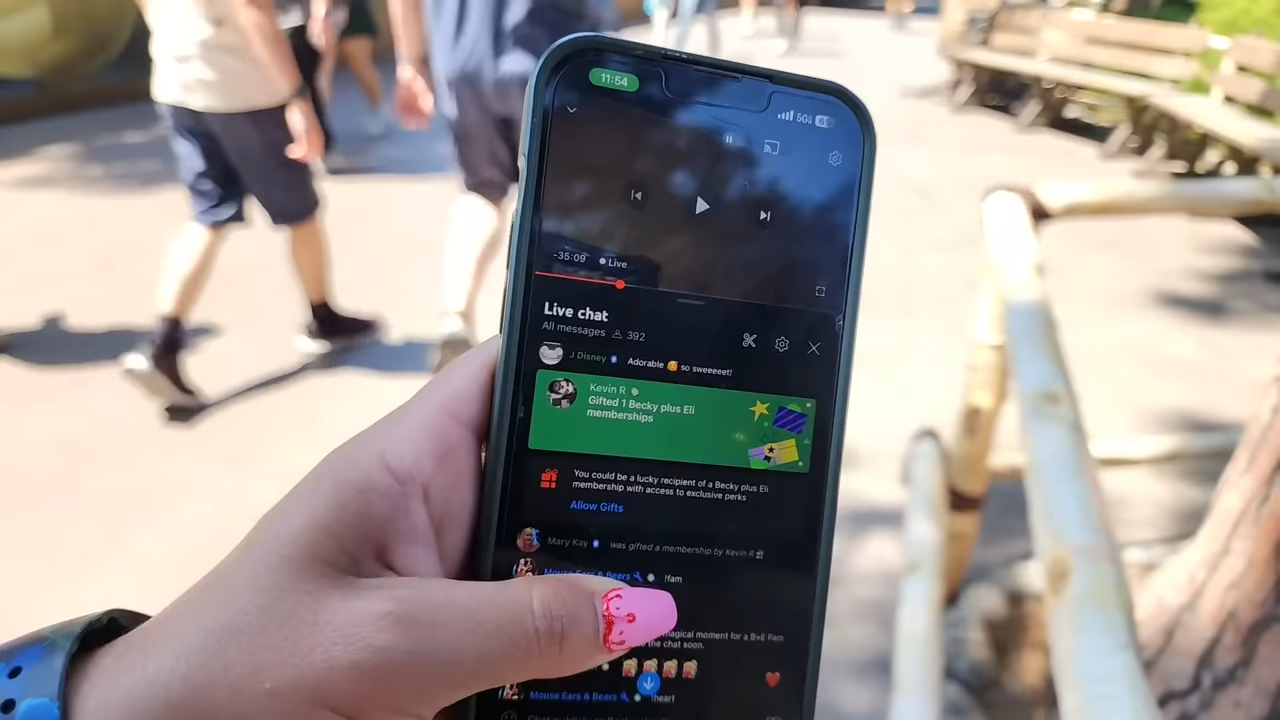 11:54
5G
-35:09 Live
Live chat
All messages 392
J Disney Adorable so sweeeeet!
Kevin R
Gifted 1 Becky plus Eli
memberships
You could be a lucky recipient of a Becky plus Eli
membership with access to exclusive perks
Allow Gifts
Mary Kay was gifted a membership by Kevin R
Mouse Ears & Beers !fam
magical moment for a B+E Fam
the chat soon.
Mouse Ears & Beers !heart